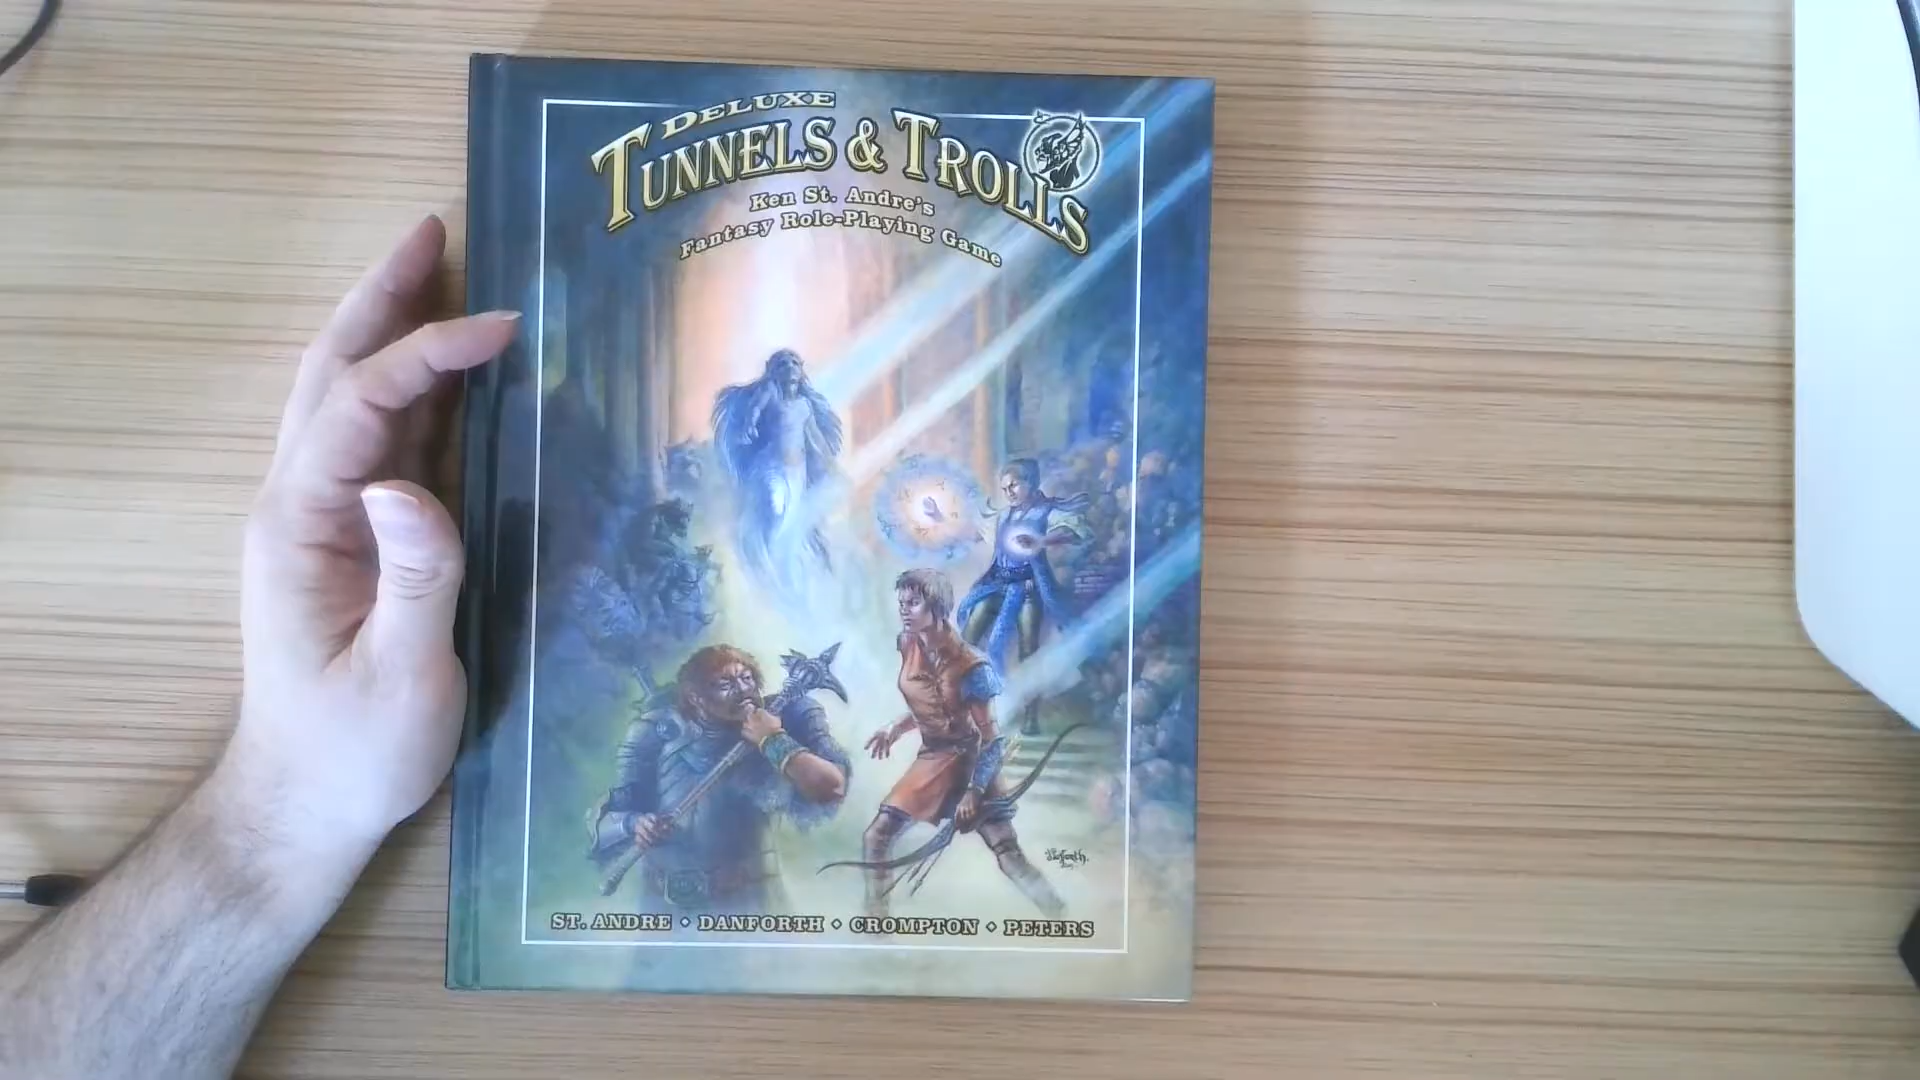 DELUXE
TUNNELS & TROLLS
Ken St. Andre's
Fantasy Role-Playing Game
ST. ANDRE • DANFORTH • CROMPTON • PETERS